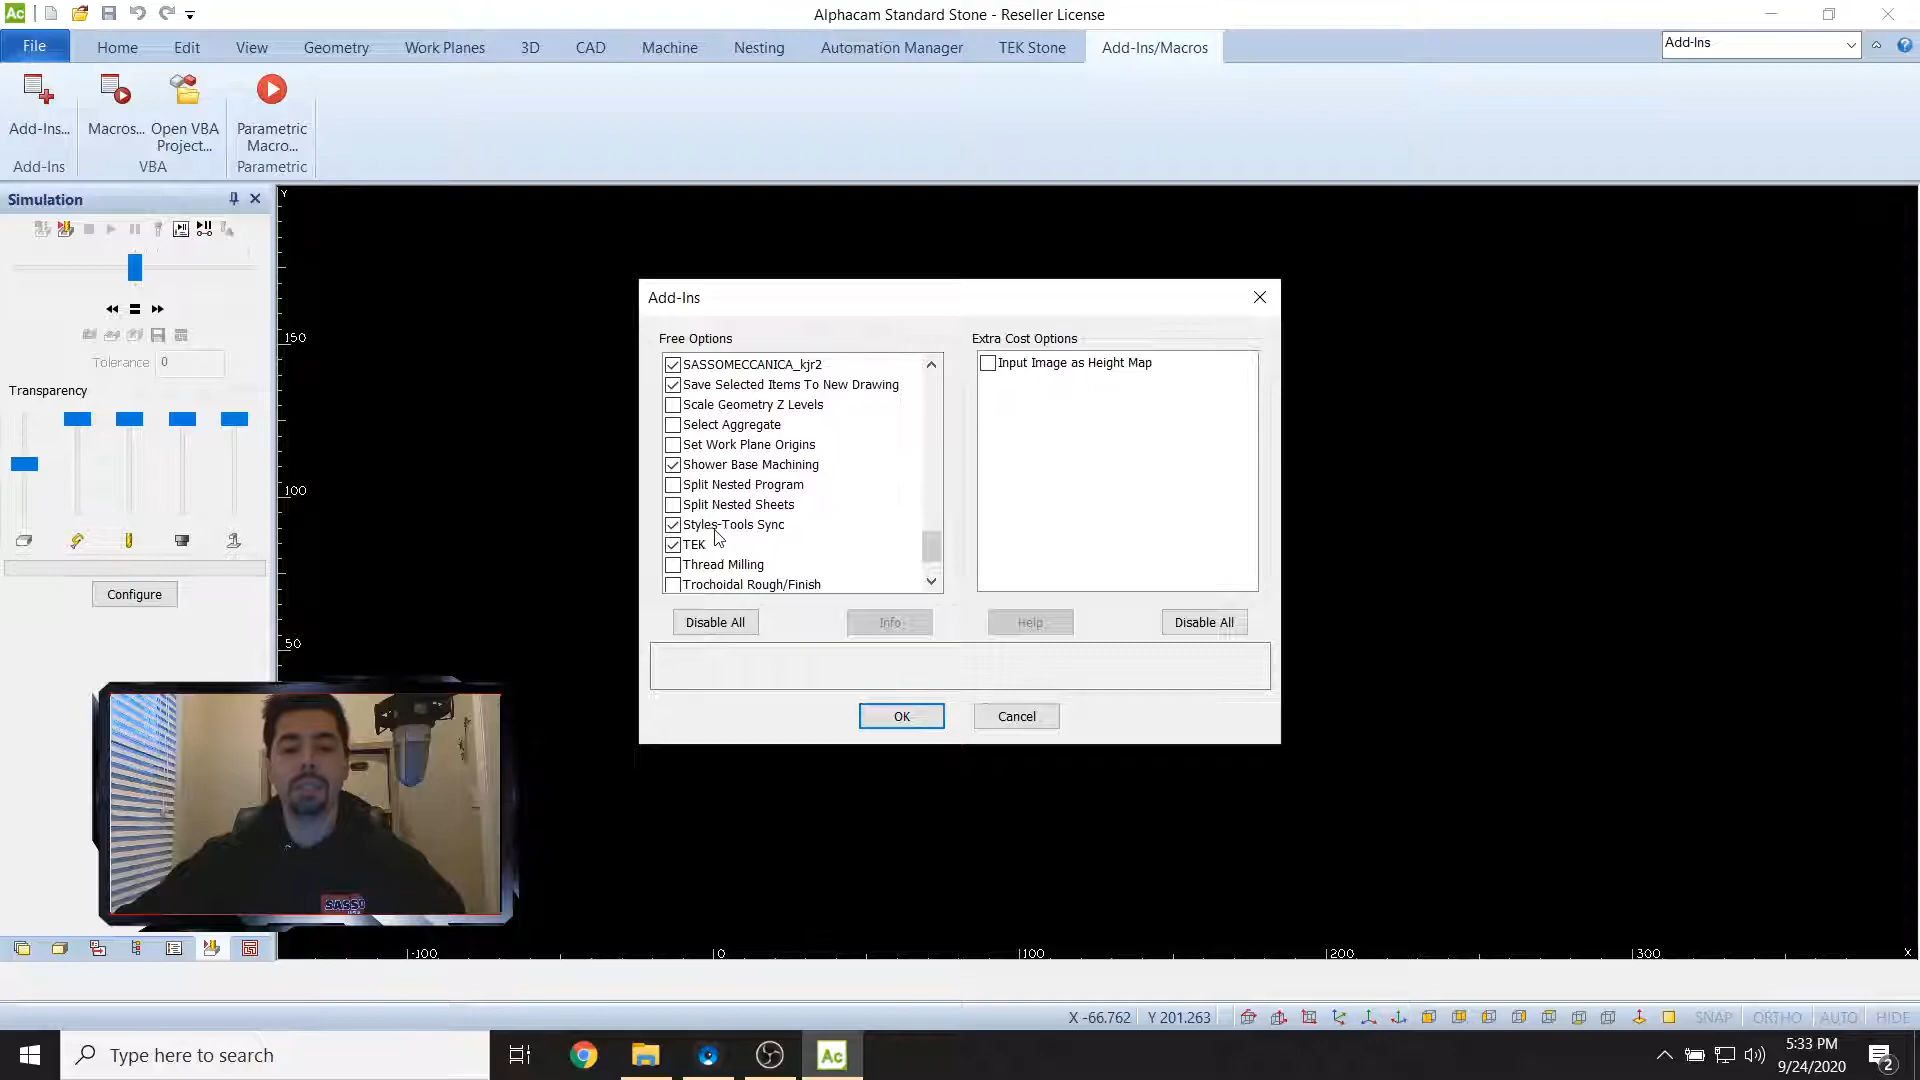 Alphacam Standard Stone - Reseller License
File
Home
Edit
View
Geometry
Work Planes
3D
CAD
Machine
Nesting
Automation Manager
TEK Stone
Add-Ins/Macros
Add-Ins
Add-Ins...
Macros...
Open VBA
Project...
Parametric
Macro...
Add-Ins
VBA
Parametric
Simulation
Tolerance
0
Transparency
Configure
Y
150
100
50
-100
0
100
200
300
X
Add-Ins
Free Options
SASSOMECCANICA_kjr2
Save Selected Items To New Drawing
Scale Geometry Z Levels
Select Aggregate
Set Work Plane Origins
Shower Base Machining
Split Nested Program
Split Nested Sheets
Styles-Tools Sync
TEK
Thread Milling
Trochoidal Rough/Finish
Extra Cost Options
Input Image as Height Map
Disable All
Info
Help
Disable All
OK
Cancel
SASSO
X -66.762
Y 201.263
SNAP
ORTHO
AUTO
HIDE
Type here to search
Ac
5:33 PM
9/24/2020
2